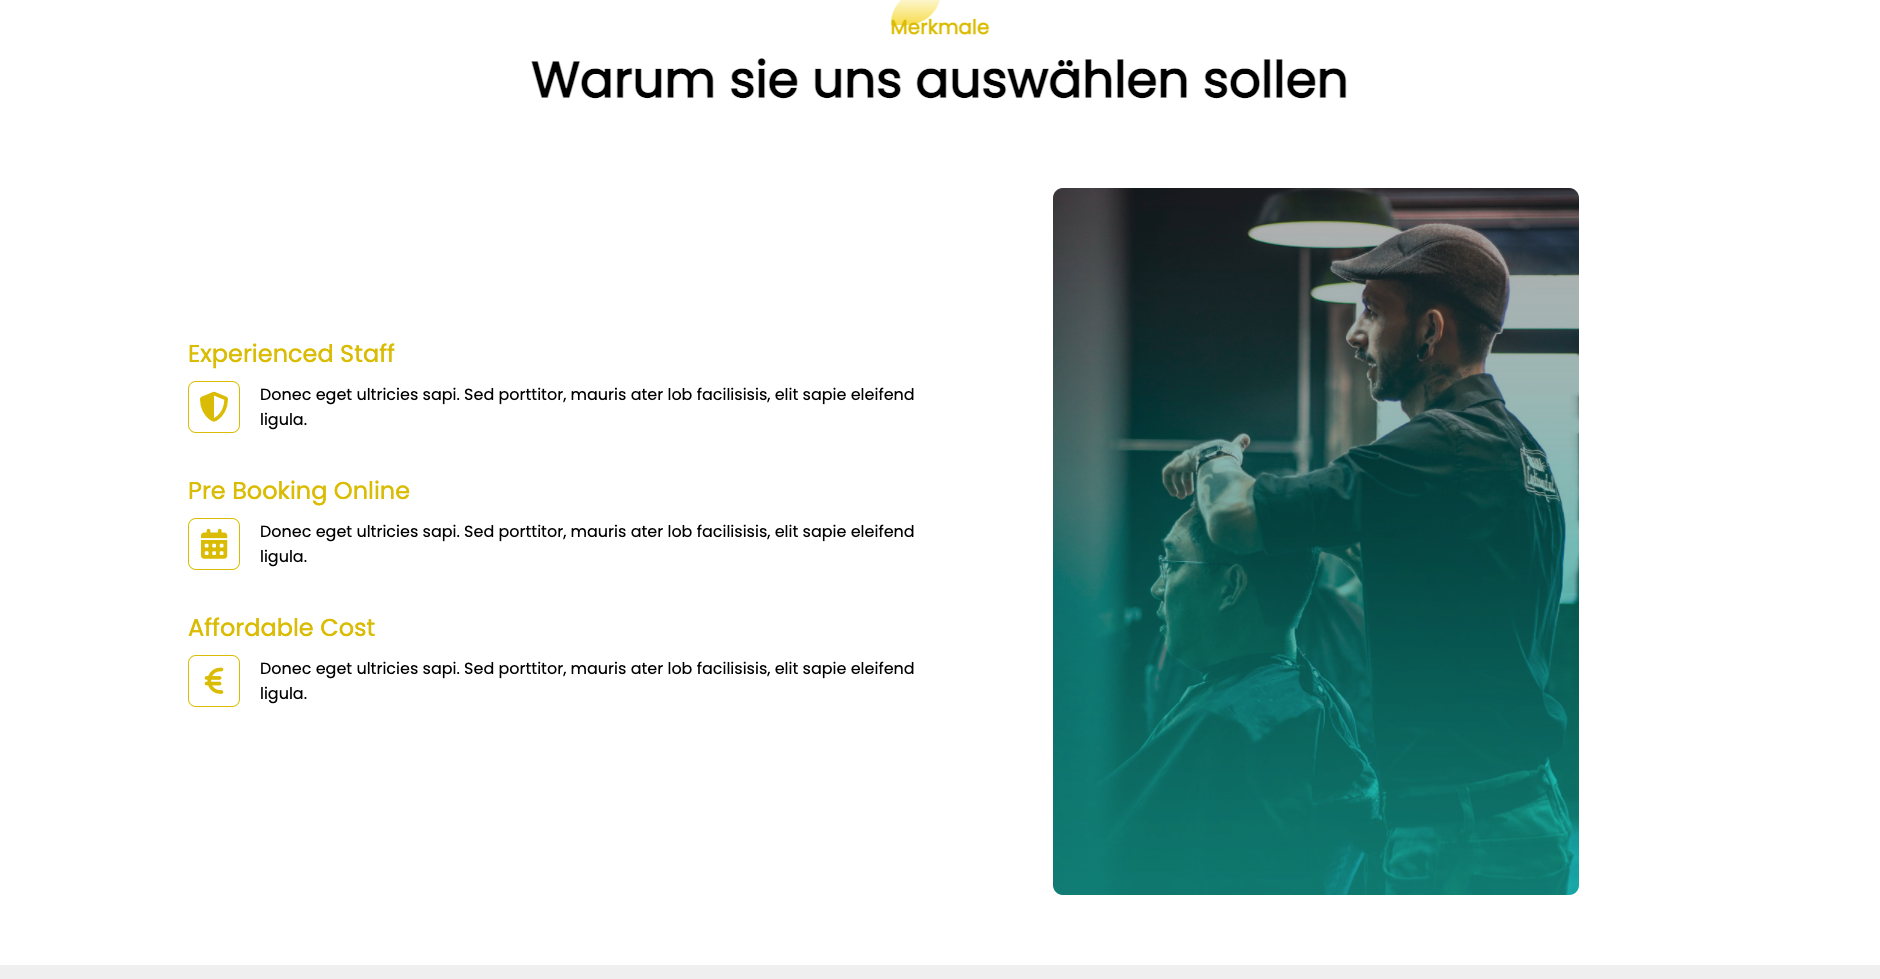 Merkmale
Warum sie uns auswählen sollen
Experienced Staff
Donec eget ultricies sapi. Sed porttitor, mauris ater lob facilisisis, elit sapie eleifend
ligula.
Pre Booking Online
Donec eget ultricies sapi. Sed porttitor, mauris ater lob facilisisis, elit sapie eleifend
ligula.
Affordable Cost
€
Donec eget ultricies sapi. Sed porttitor, mauris ater lob facilisisis, elit sapie eleifend
ligula.